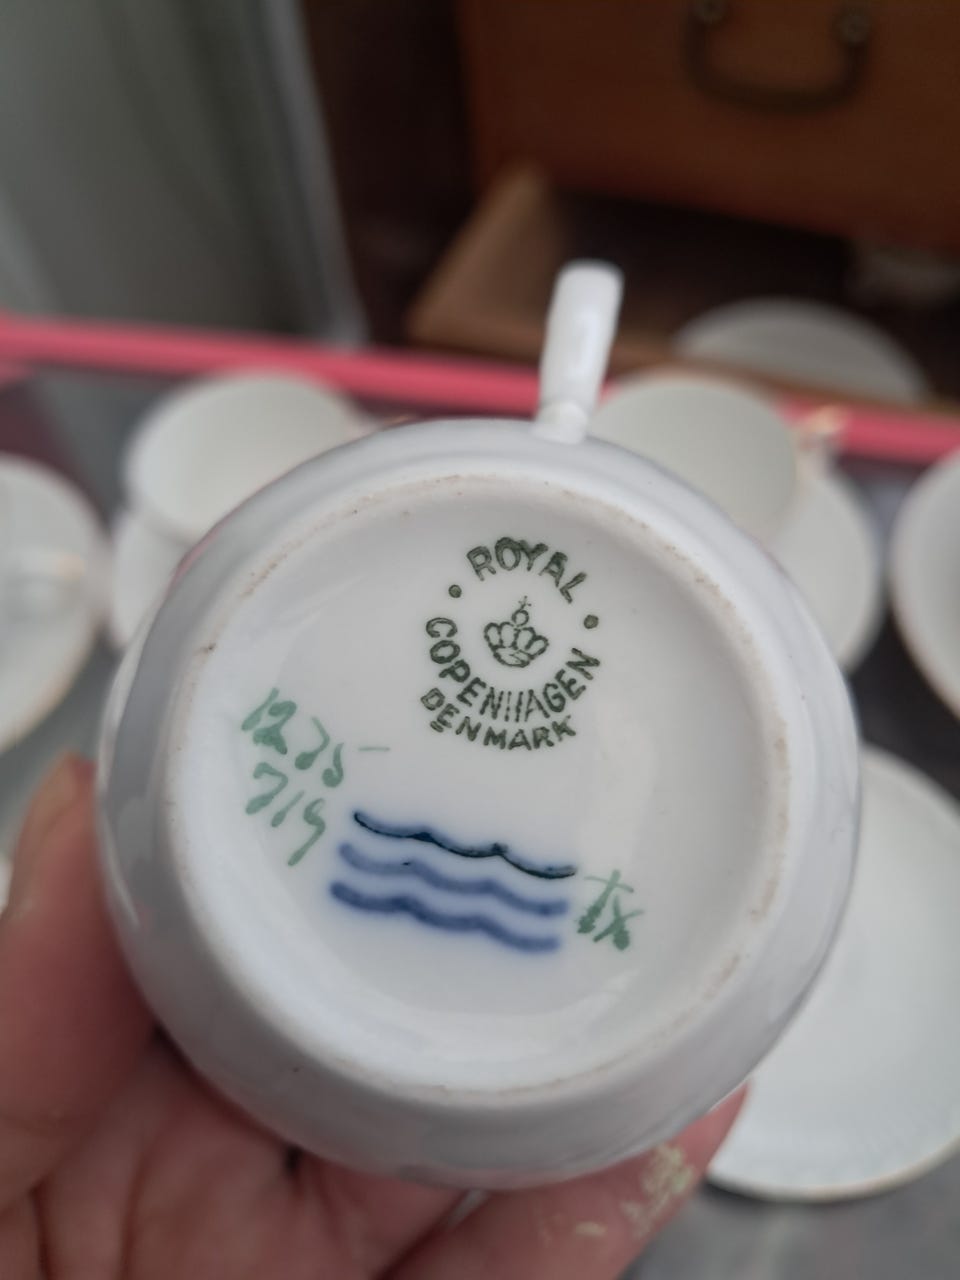 ROYAL
COPENHAGEN
DENMARK
1235-
719